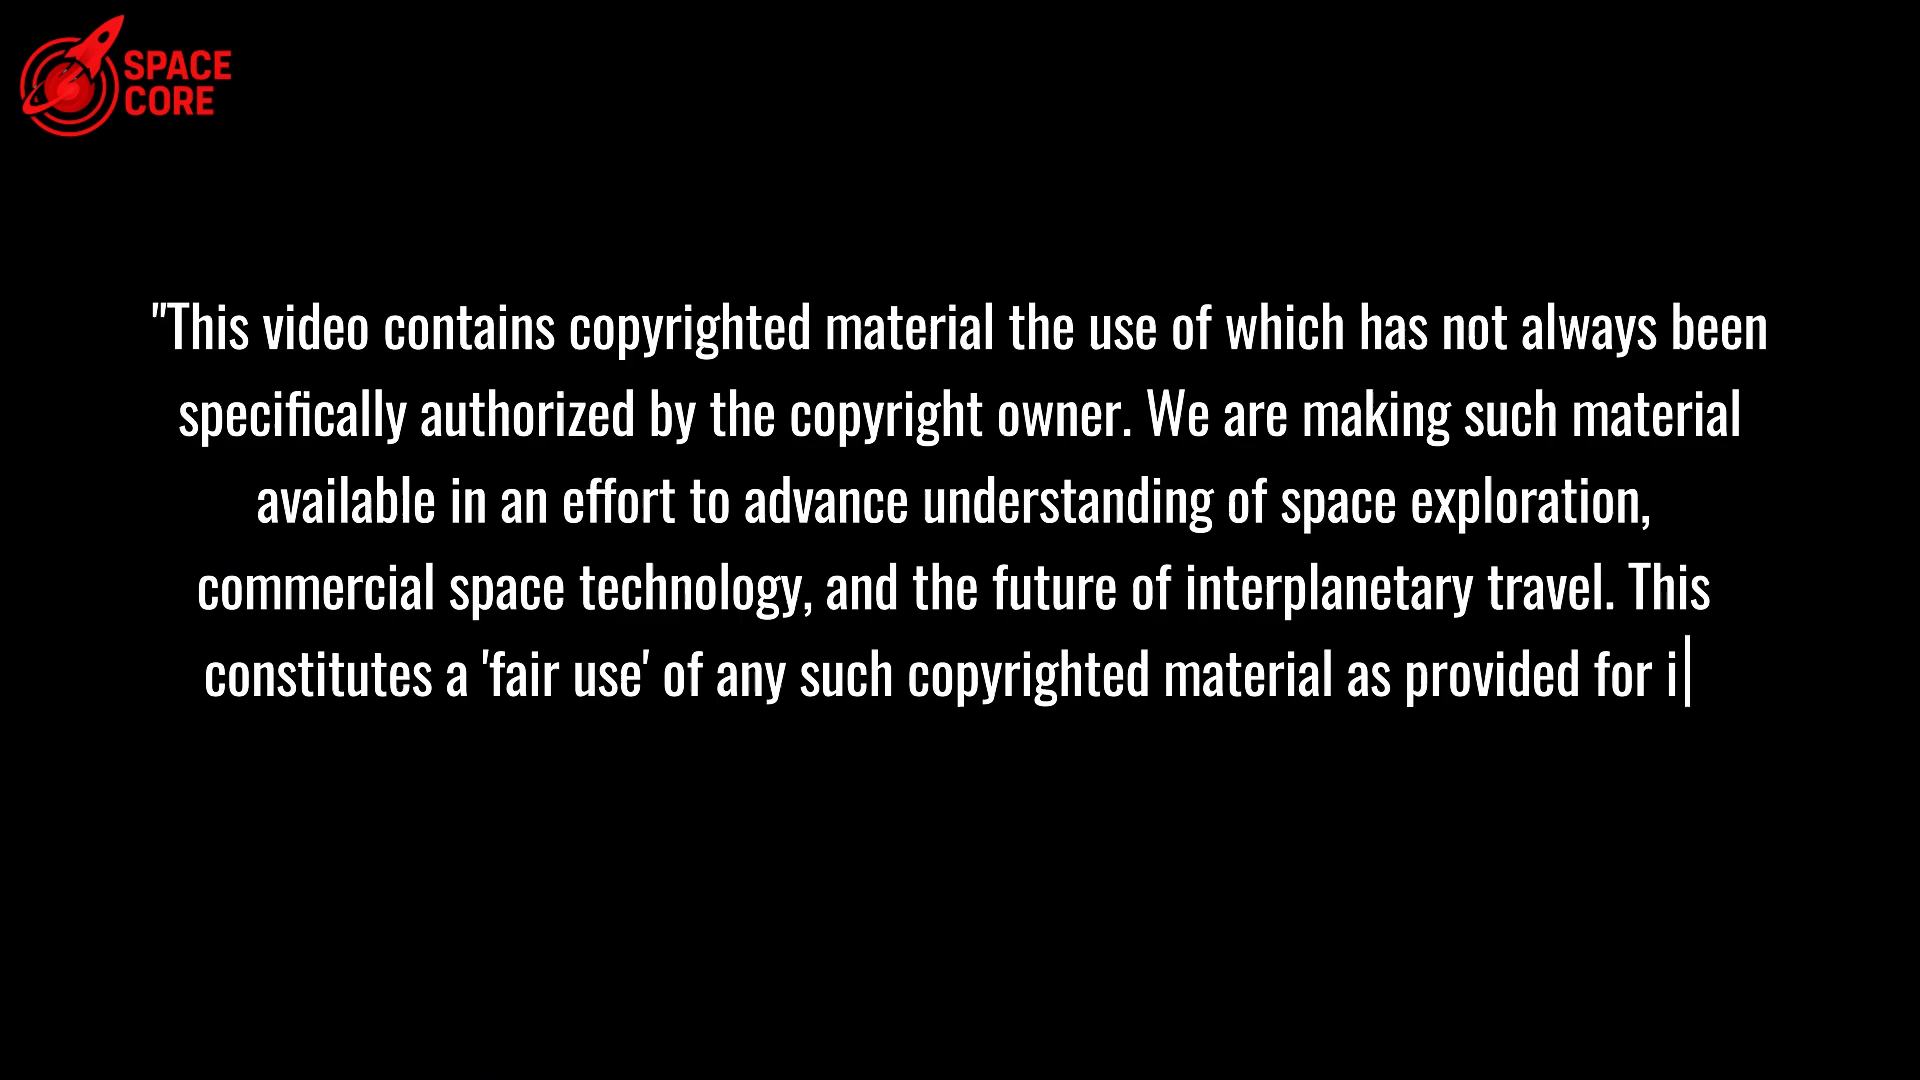 SPACE
CORE
"This video contains copyrighted material the use of which has not always been
specifically authorized by the copyright owner. We are making such material
available in an effort to advance understanding of space exploration,
commercial space technology, and the future of interplanetary travel. This
constitutes a 'fair use' of any such copyrighted material as provided for i